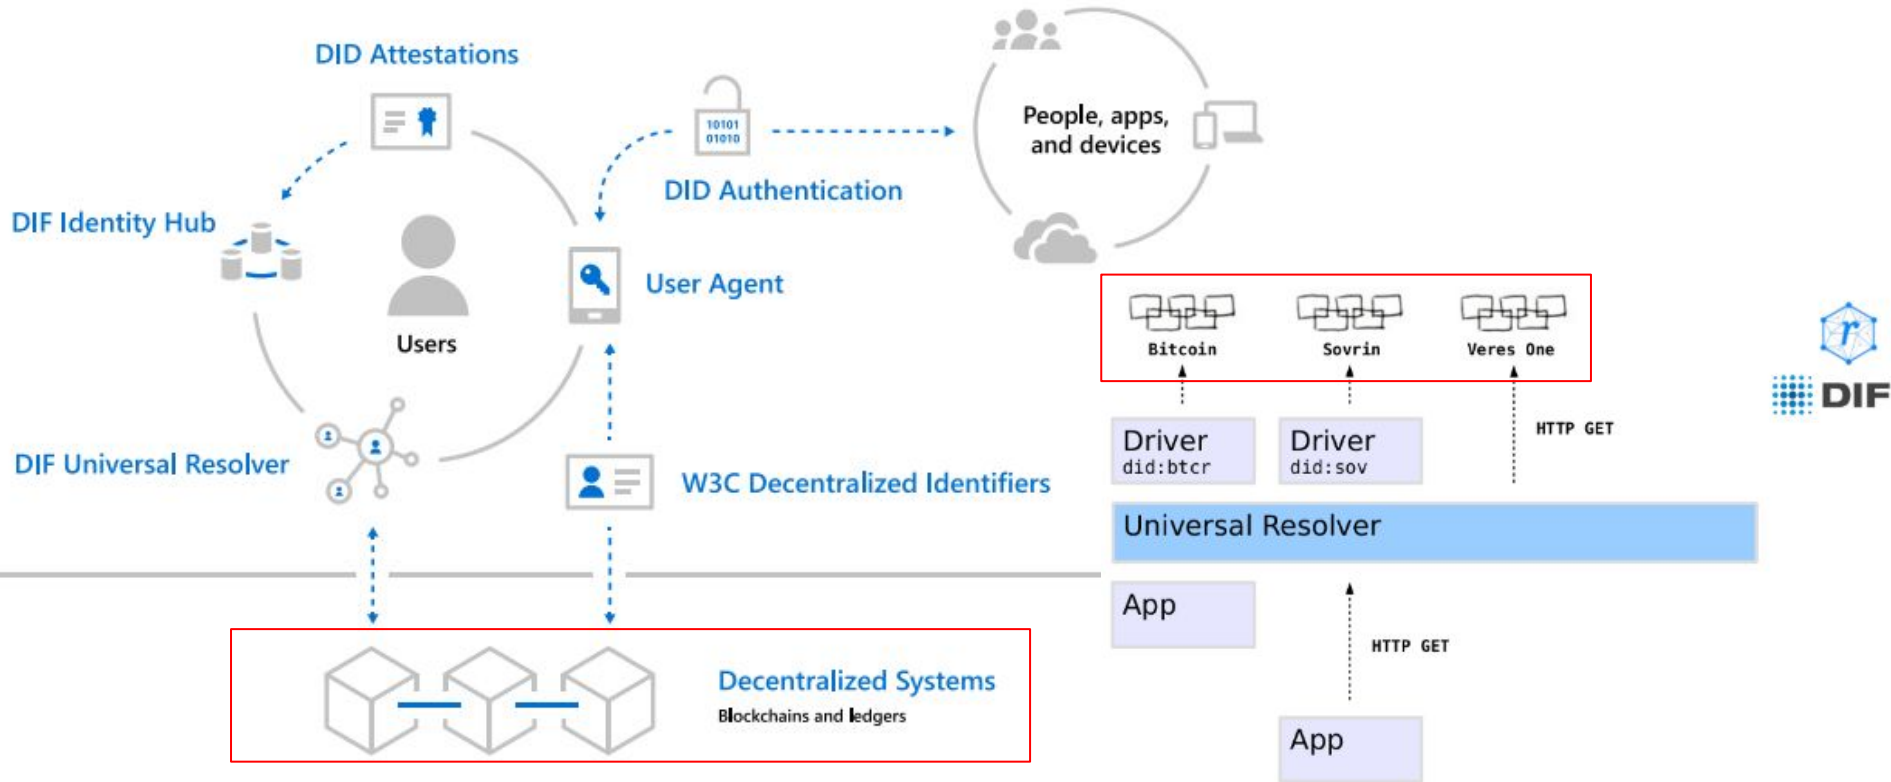 DID Attestations
DIF Identity Hub
Users
User Agent
10101
01010
DID Authentication
People, apps,
and devices
DIF Universal Resolver
W3C Decentralized Identifiers
Decentralized Systems
Blockchains and ledgers
Bitcoin
Sovrin
Veres One
Driver
did:btcr
Driver
did:sov
HTTP GET
Universal Resolver
App
HTTP GET
App
r
DIF